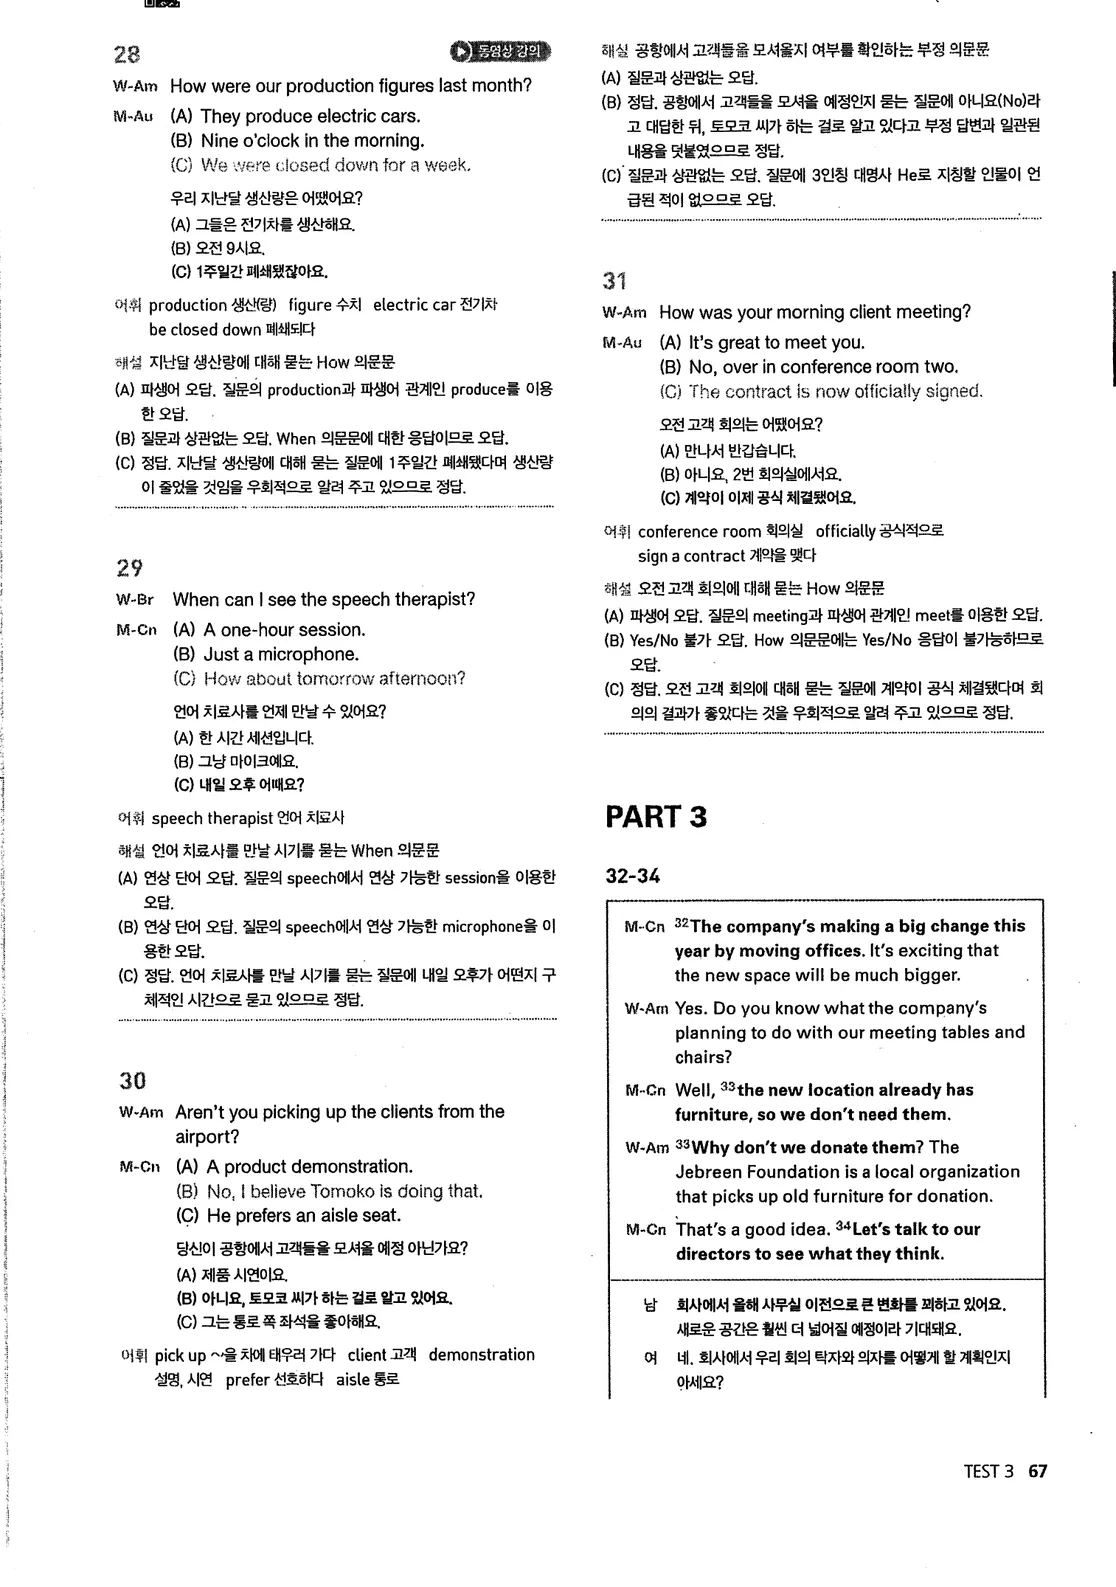 28
동영상 강의
W-Am How were our production figures last month?
M-Au (A) They produce electric cars.
(B) Nine o'clock in the morning.
(C) We were closed down for a week.
우리 지난달 생산량은 어땠어요?
(A) 그들은 전기차를 생산해요.
(B) 오전 9시요.
(C) 1주일간 폐쇄됐잖아요.
어휘 production 생산(량) figure 수치 electric car 전기차
be closed down 폐쇄되다
해설 지난달 생산량에 대해 묻는 How 의문문
(A) 파생어 오답. 질문의 production과 파생어 관계인 produce를 이용
한 오답.
(B) 질문과 상관없는 오답. When 의문문에 대한 응답이므로 오답.
(C) 정답. 지난달 생산량에 대해 묻는 질문에 1주일간 폐쇄됐다며 생산량
이 줄었을 것임을 우회적으로 알려 주고 있으므로 정답.
29
W-Br When can I see the speech therapist?
M-Cn (A) A one-hour session.
(B) Just a microphone.
(C) How about tomorrow afternoon?
언어 치료사를 언제 만날 수 있어요?
(A) 한 시간 세션입니다.
(B) 그냥 마이크예요.
(C) 내일 오후 어때요?
어휘 speech therapist 언어 치료사
해설 언어 치료사를 만날 시기를 묻는 When 의문문
(A) 연상 단어 오답. 질문의 speech에서 연상 가능한 session을 이용한
오답.
(B) 연상 단어 오답. 질문의 speech에서 연상 가능한 microphone을 이
용한 오답.
(C) 정답. 언어 치료사를 만날 시기를 묻는 질문에 내일 오후가 어떤지 구
체적인 시간으로 묻고 있으므로 정답.
30
W-Am Aren't you picking up the clients from the
airport?
M-Cn (A) A product demonstration.
(B) No, I believe Tomoko is doing that.
(C) He prefers an aisle seat.
당신이 공항에서 고객들을 모셔올 예정 아닌가요?
(A) 제품 시연이요.
(B) 아니요, 토모코 씨가 하는 걸로 알고 있어요.
(C) 그는 통로 쪽 좌석을 좋아해요.
어휘 pick up ~을 차에 태우러 가다 client 고객 demonstration
설명, 시연 prefer 선호하다 aisle 통로
해설 공항에서 고객들을 모셔올지 여부를 확인하는 부정 의문문
(A) 질문과 상관없는 오답.
(B) 정답. 공항에서 고객들을 모셔올 예정인지 묻는 질문에 아니요(No)라
고 대답한 뒤, 토모코 씨가 하는 걸로 알고 있다고 부정 답변과 일관된
내용을 덧붙였으므로 정답.
(C) 질문과 상관없는 오답. 질문에 3인칭 대명사 He로 지칭할 인물이 언
급된 적이 없으므로 오답.
31
W-Am How was your morning client meeting?
M-Au (A) It's great to meet you.
(B) No, over in conference room two.
(C) The contract is now officially signed.
오전 고객 회의는 어땠어요?
(A) 만나서 반갑습니다.
(B) 아니요, 2번 회의실에서요.
(C) 계약이 이제 공식 체결됐어요.
어휘 conference room 회의실 officially 공식적으로
sign a contract 계약을 맺다
해설 오전 고객 회의에 대해 묻는 How 의문문
(A) 파생어 오답. 질문의 meeting과 파생어 관계인 meet를 이용한 오답.
(B) Yes/No 불가 오답. How 의문문에는 Yes/No 응답이 불가능하므로
오답.
(C) 정답. 오전 고객 회의에 대해 묻는 질문에 계약이 공식 체결됐다며 회
의의 결과가 좋았다는 것을 우회적으로 알려 주고 있으므로 정답.
PART 3
32-34
M-Cn 32The company's making a big change this
year by moving offices. It's exciting that
the new space will be much bigger.
W-Am Yes. Do you know what the company's
planning to do with our meeting tables and
chairs?
M-Cn Well, 33the new location already has
furniture, so we don't need them.
W-Am 33Why don't we donate them? The
Jebreen Foundation is a local organization
that picks up old furniture for donation.
M-Cn That's a good idea. 34Let's talk to our
directors to see what they think.
남 회사에서 올해 사무실 이전으로 큰 변화를 꾀하고 있어요.
새로운 공간은 훨씬 더 넓어질 예정이라 기대돼요.
여 네. 회사에서 우리 회의 탁자와 의자를 어떻게 할 계획인지
아세요?
TEST 3 67